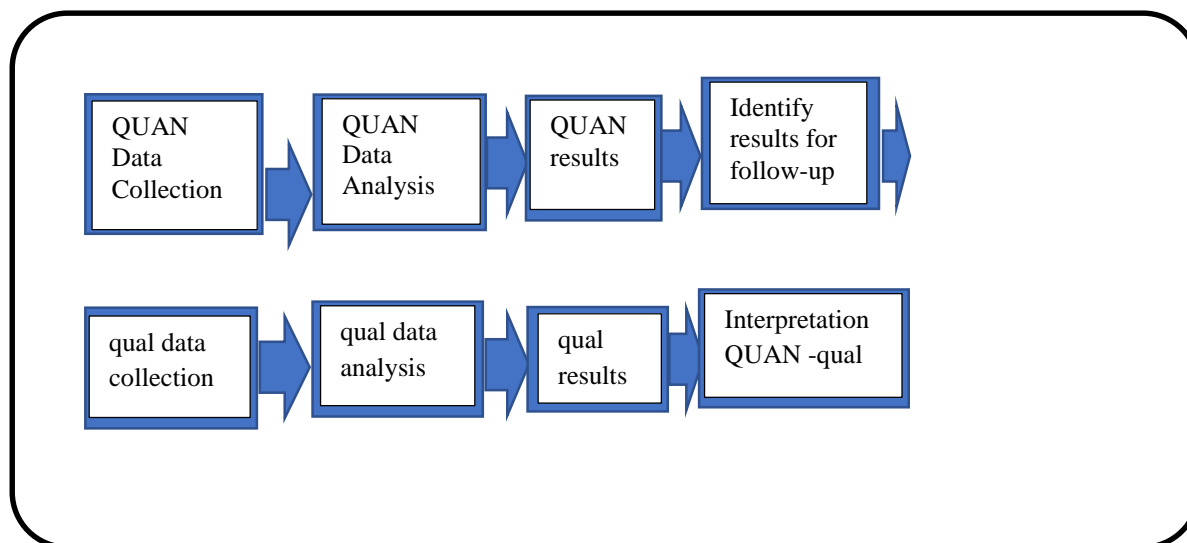 QUAN
Data
Collection
QUAN
Data
Analysis
QUAN
results
Identify
results for
follow-up
qual data
collection
qual data
analysis
qual
results
Interpretation
QUAN -qual